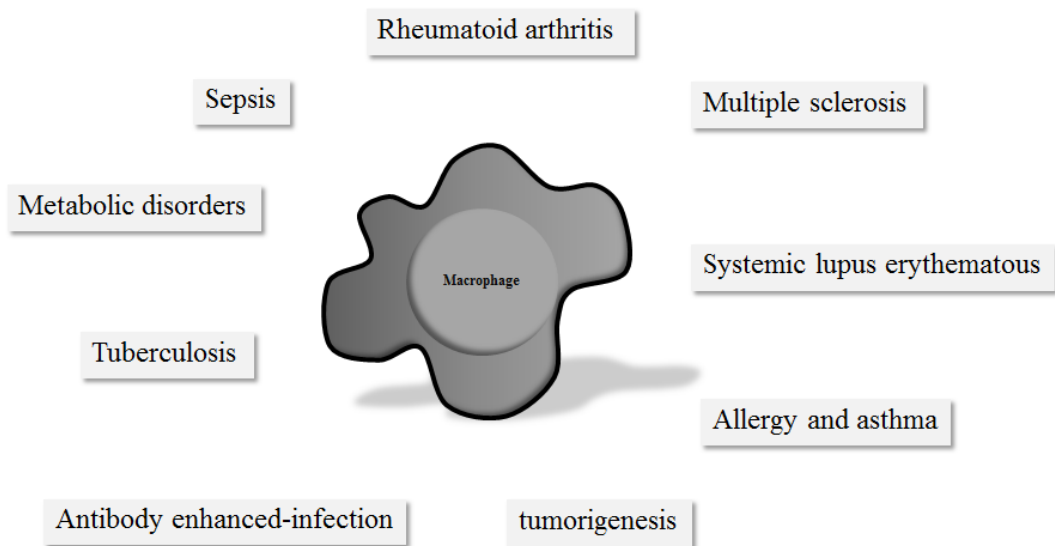 Rheumatoid arthritis
Sepsis
Multiple sclerosis
Metabolic disorders
Systemic lupus erythematous
Macrophage
Tuberculosis
Allergy and asthma
Antibody enhanced-infection
tumorigenesis